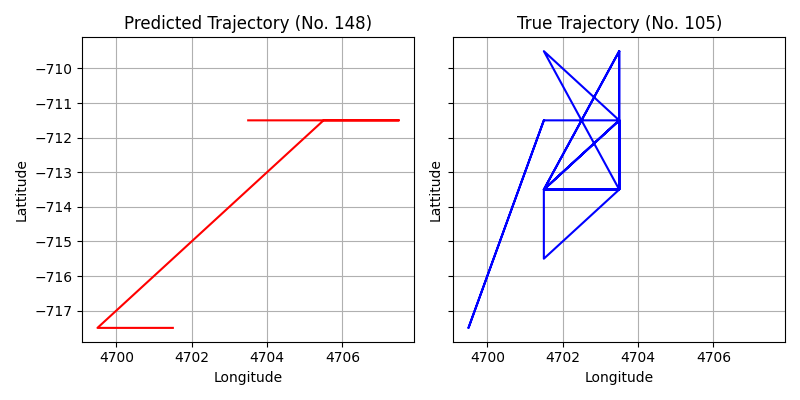 Predicted Trajectory (No. 148)
−710
−711
−712
−713
−714
−715
−716
−717
Lattitude
4700 4702 4704 4706
Longitude
True Trajectory (No. 105)
Lattitude
4700 4702 4704 4706
Longitude